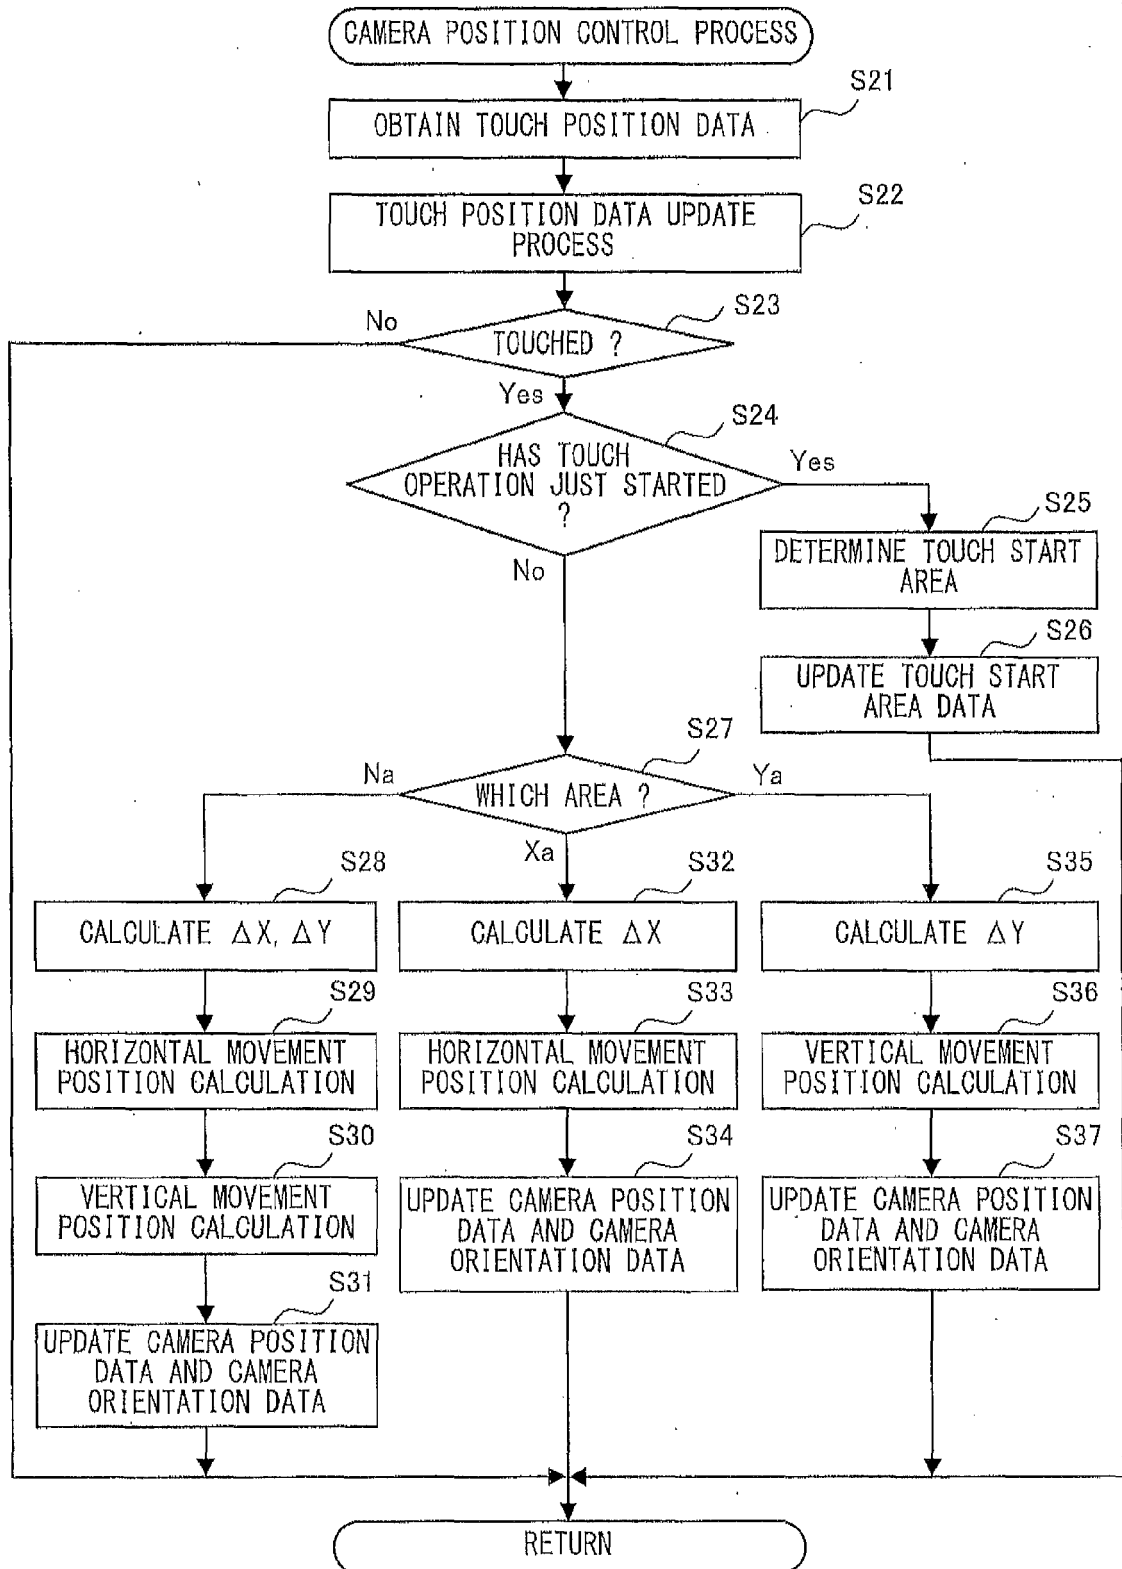 CAMERA POSITION CONTROL PROCESS
S21
OBTAIN TOUCH POSITION DATA
S22
TOUCH POSITION DATA UPDATE
PROCESS
S23
No
TOUCHED ?
Yes
S24
HAS TOUCH
OPERATION JUST STARTED
?
Yes
No
S25
DETERMINE TOUCH START
AREA
S26
UPDATE TOUCH START
AREA DATA
S27
Na
WHICH AREA ?
Ya
Xa
S28
CALCULATE ΔX, ΔY
S29
HORIZONTAL MOVEMENT
POSITION CALCULATION
S30
VERTICAL MOVEMENT
POSITION CALCULATION
S31
UPDATE CAMERA POSITION
DATA AND CAMERA
ORIENTATION DATA
S32
CALCULATE ΔX
S33
HORIZONTAL MOVEMENT
POSITION CALCULATION
S34
UPDATE CAMERA POSITION
DATA AND CAMERA
ORIENTATION DATA
S35
CALCULATE ΔY
S36
VERTICAL MOVEMENT
POSITION CALCULATION
S37
UPDATE CAMERA POSITION
DATA AND CAMERA
ORIENTATION DATA
RETURN